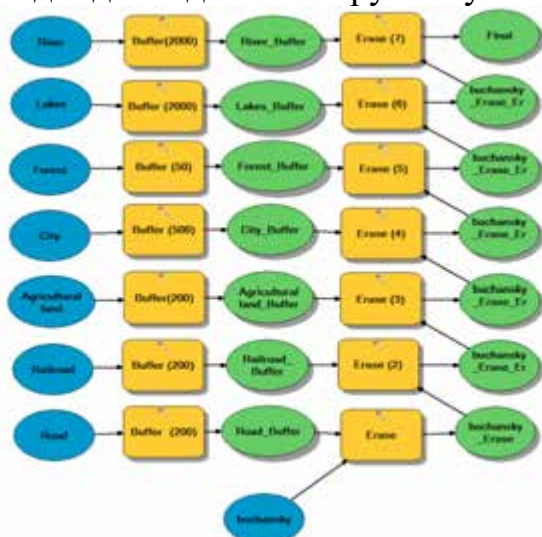 River
Buffer(2000)
River_Buffer
Erase (7)
Final
Lakes
Buffer (2000)
Lakes_Buffer
Erase (6)
buchansky
_Erase_Er
Forest
Buffer (50)
Forest_Buffer
Erase (5)
buchansky
_Erase_Er
City
Buffer (500)
City_Buffer
Erase (4)
buchansky
_Erase_Er
Agricultural
land
Buffer(200)
Agricultural
land_Buffer
Erase (3)
buchansky
_Erase_Er
Railroad
Buffer (200)
Railroad_
Buffer
Erase (2)
buchansky
_Erase_Er
Road
Buffer (200)
Road_Buffer
Erase
buchansky
_Erase
buchansky